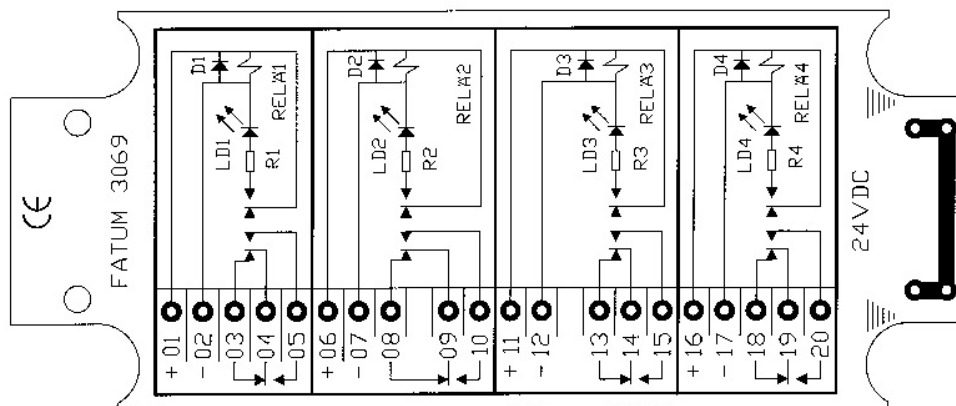 CE
FATUM 3069
D1
RELÄ1
LD1
R1
+ 01
- 02
03
04
05
D2
RELÄ2
LD2
R2
+ 06
- 07
08
09
10
D3
RELÄ3
LD3
R3
+ 11
- 12
13
14
15
D4
RELÄ4
LD4
R4
+ 16
- 17
18
19
20
24VDC